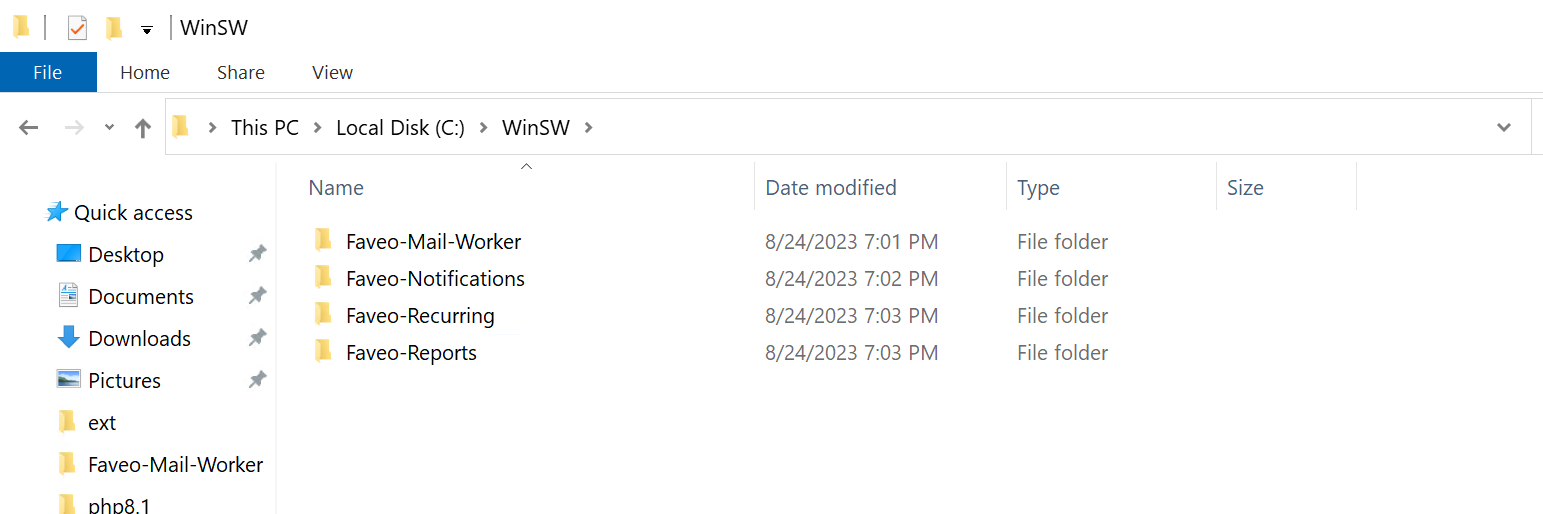 WinSW
File Home Share View
This PC Local Disk (C:) WinSW
Name Date modified Type Size
Quick access
Desktop
Documents
Downloads
Pictures
ext
Faveo-Mail-Worker
php8.1
Faveo-Mail-Worker 8/24/2023 7:01 PM File folder
Faveo-Notifications 8/24/2023 7:02 PM File folder
Faveo-Recurring 8/24/2023 7:03 PM File folder
Faveo-Reports 8/24/2023 7:03 PM File folder